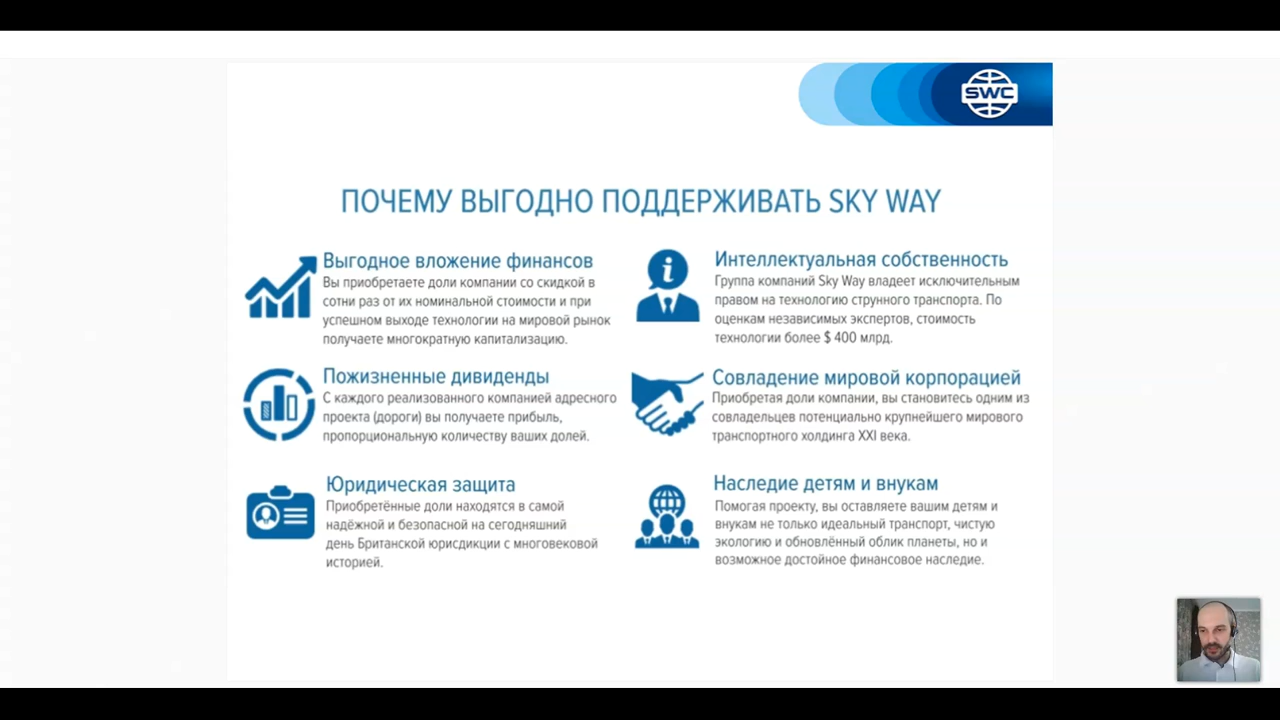 SWC
ПОЧЕМУ ВЫГОДНО ПОДДЕРЖИВАТЬ SKY WAY
Выгодное вложение финансов
Вы приобретаете доли компании со скидкой в
сотни раз от их номинальной стоимости и при
успешном выходе технологии на мировой рынок
получаете многократную капитализацию.
Интеллектуальная собственность
Группа компаний Sky Way владеет исключительным
правом на технологию струнного транспорта. По
оценкам независимых экспертов, стоимость
технологии более $ 400 млрд.
Пожизненные дивиденды
С каждого реализованного компанией адресного
проекта (дороги) вы получаете прибыль,
пропорциональную количеству ваших долей.
Совладение мировой корпорацией
Приобретая доли компании, вы становитесь одним из
совладельцев потенциально крупнейшего мирового
транспортного холдинга XXI века.
Юридическая защита
Приобретённые доли находятся в самой
надёжной и безопасной на сегодняшний
день Британской юрисдикции с многовековой
историей.
Наследие детям и внукам
Помогая проекту, вы оставляете вашим детям и
внукам не только идеальный транспорт, чистую
экологию и обновлённый облик планеты, но и
возможное достойное финансовое наследие.